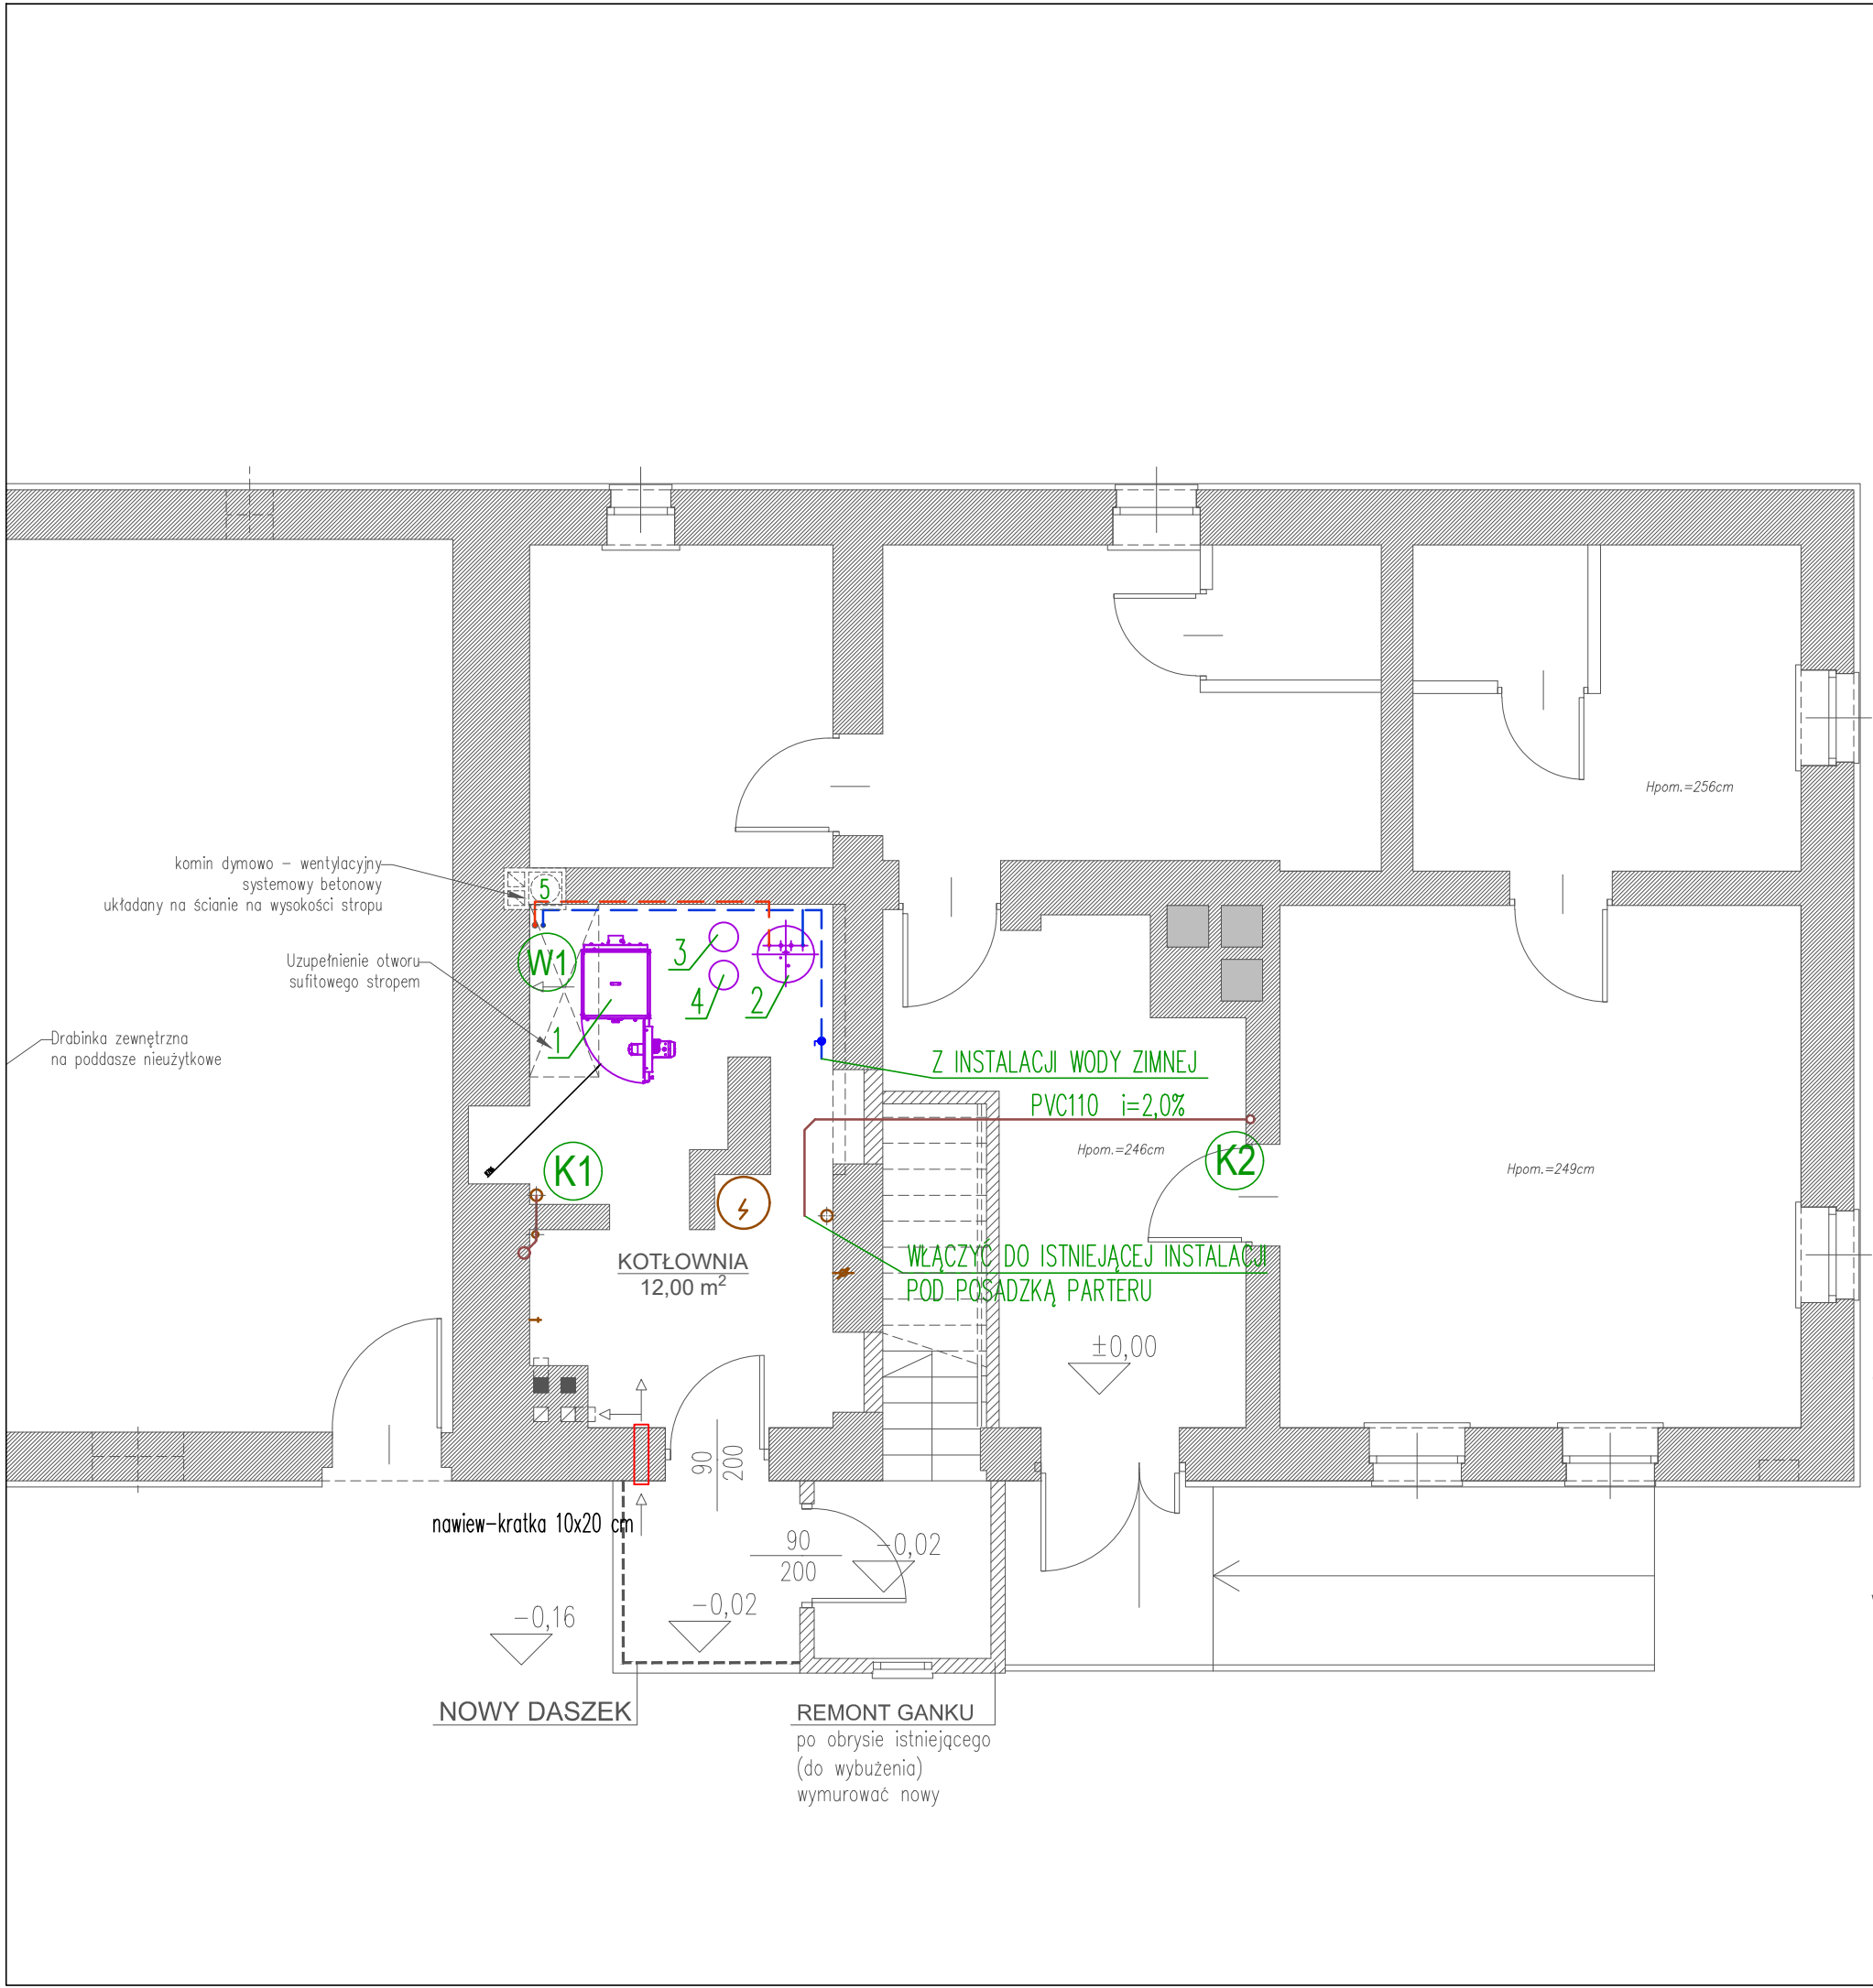 Hpom.=256cm
komin dymowo – wentylacyjny
systemowy betonowy
układany na ścianie na wysokości stropu
5
Uzupełnienie otworu
sufitowego stropem
W1
3
4
2
1
Drabinka zewnętrzna
na poddasze nieużytkowe
Z INSTALACJI WODY ZIMNEJ
PVC110 i=2,0%
Hpom.=246cm
K1
K2
Hpom.=249cm
KOTŁOWNIA
12,00 m²
WŁĄCZYĆ DO ISTNIEJĄCEJ INSTALACJI
POD POSADZKĄ PARTERU
±0,00
90
200
nawiew-kratka 10x20 cm
90
200
-0,02
-0,02
-0,16
NOWY DASZEK
REMONT GANKU
po obrysie istniejącego
(do wybużenia)
wymurować nowy